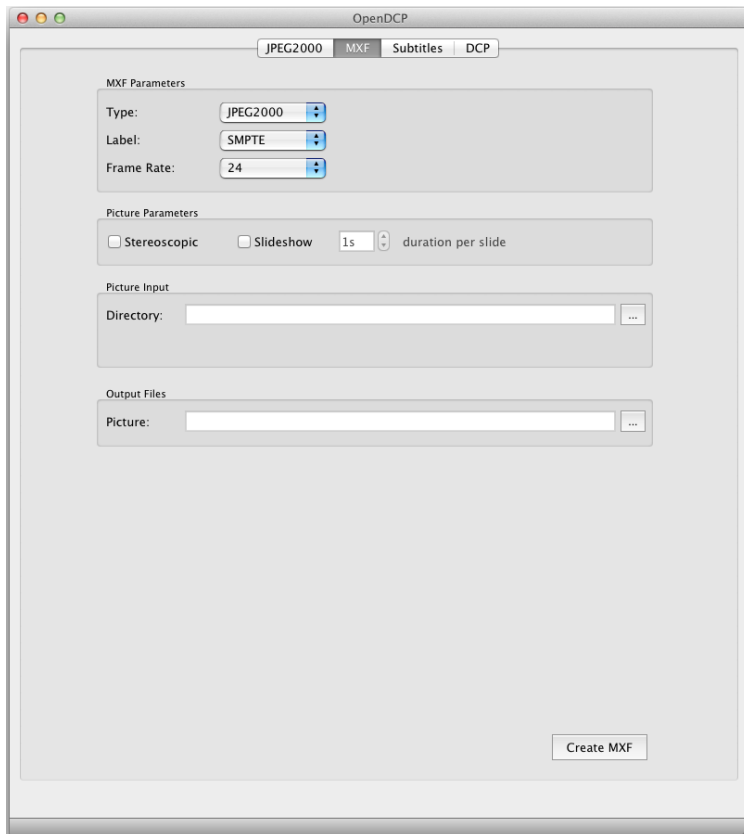 OpenDCP
JPEG2000 MXF Subtitles DCP
MXF Parameters
Type: JPEG2000
Label: SMPTE
Frame Rate: 24
Picture Parameters
Stereoscopic Slideshow 1s duration per slide
Picture Input
Directory: ...
Output Files
Picture: ...
Create MXF